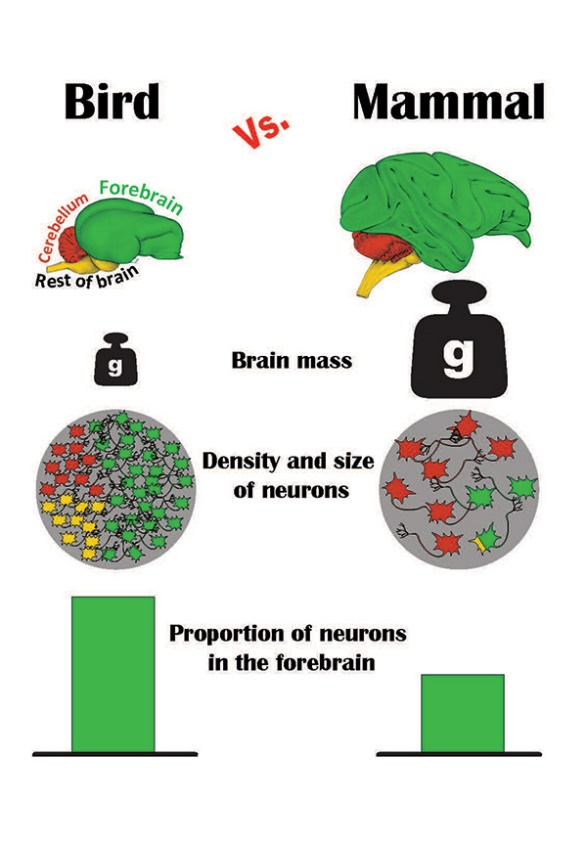 Bird
Vs.
Mammal
Forebrain
Cerebellum
Rest of brain
g
Brain mass
g
Density and size
of neurons
Proportion of neurons
in the forebrain